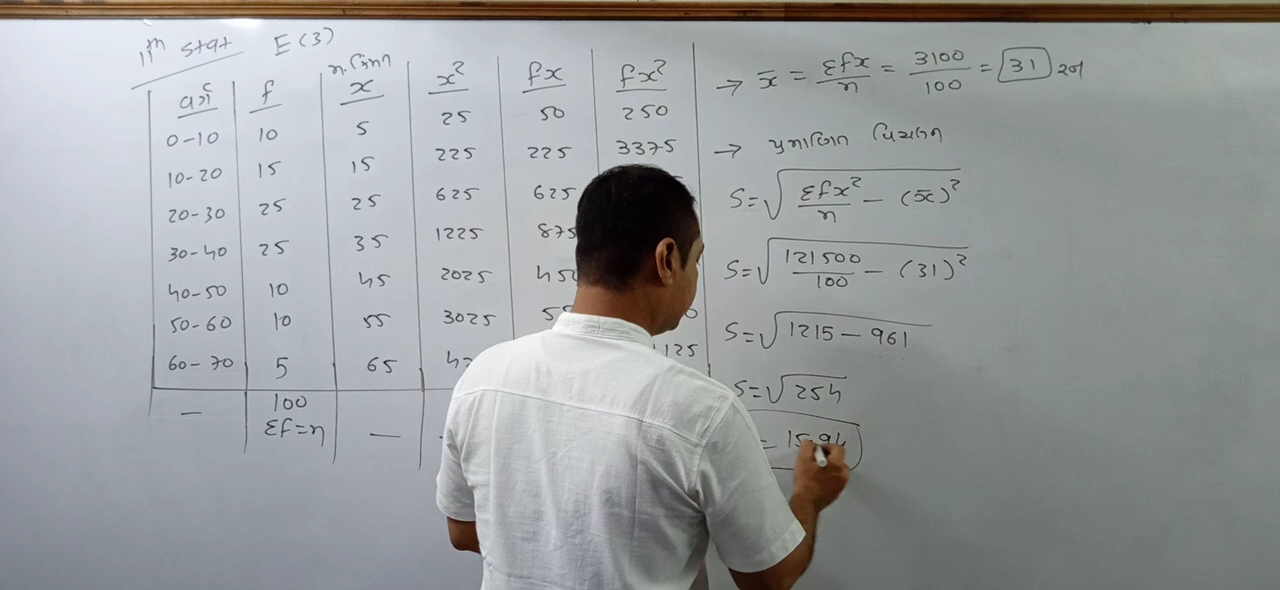 11th stat E (3)
વર્ગ f મ.કિંમત x x² fx fx²
0-10 10 5 25 50 250
10-20 15 15 225 225 3375
20-30 25 25 625 625
30-40 25 35 1225 875
40-50 10 45 2025 450
50-60 10 55 3025
60-70 5 65 1125
— 100
Σf=n —
→ x̄ = Σfx/n = 3100/100 = 31 રન
→ પ્રમાણિત વિચલન
S=√(Σfx²/n − (x̄)²)
S=√(121500/100 − (31)²)
S=√(1215 − 961)
S=√254
= 15.94